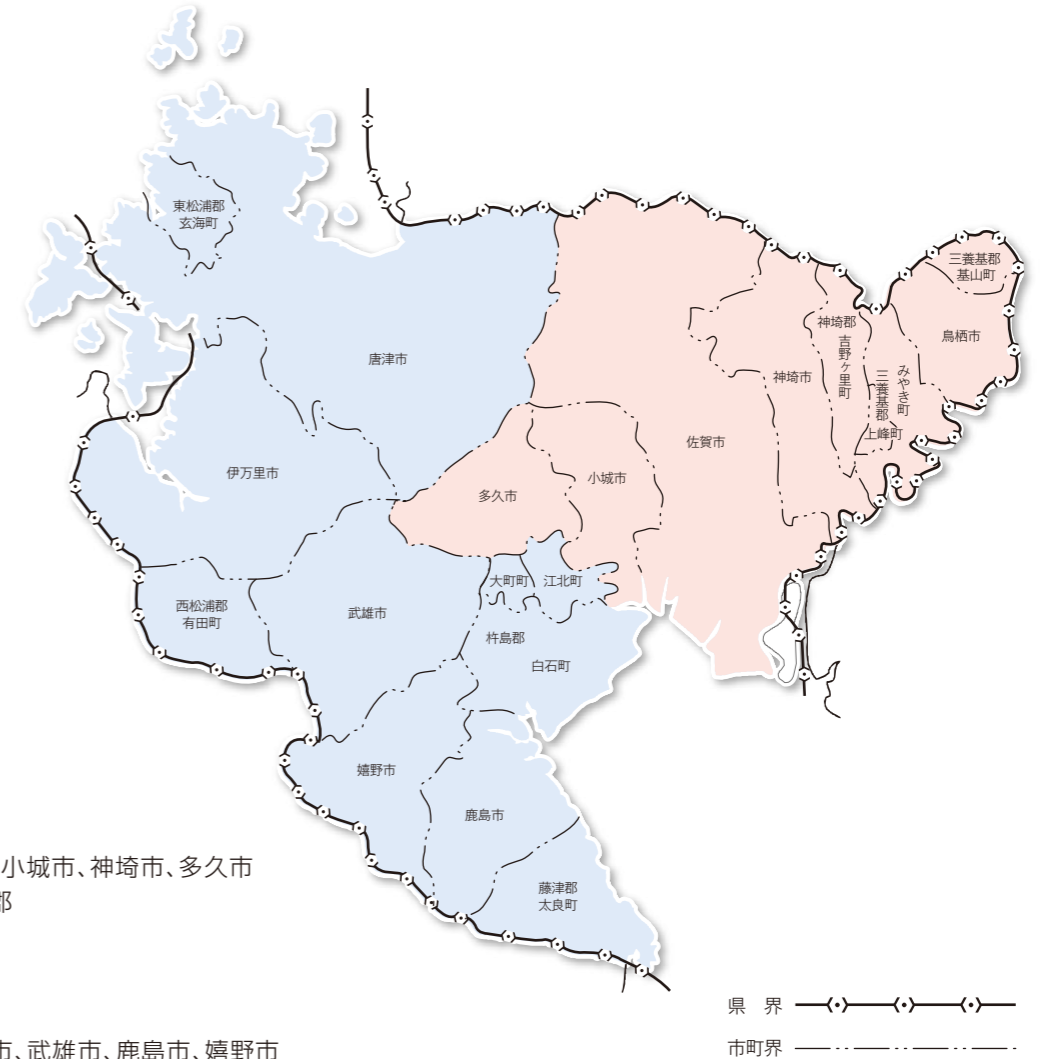 東松浦郡
玄海町
唐津市
伊万里市
西松浦郡
有田町
武雄市
多久市
小城市
佐賀市
神埼市
神埼郡
吉野ヶ里町
三養基郡
みやき町
上峰町
鳥栖市
三養基郡
基山町
大町町
江北町
杵島郡
白石町
嬉野市
鹿島市
藤津郡
太良町
小城市、神埼市、多久市
郡
市、武雄市、鹿島市、嬉野市
県 界
市町界